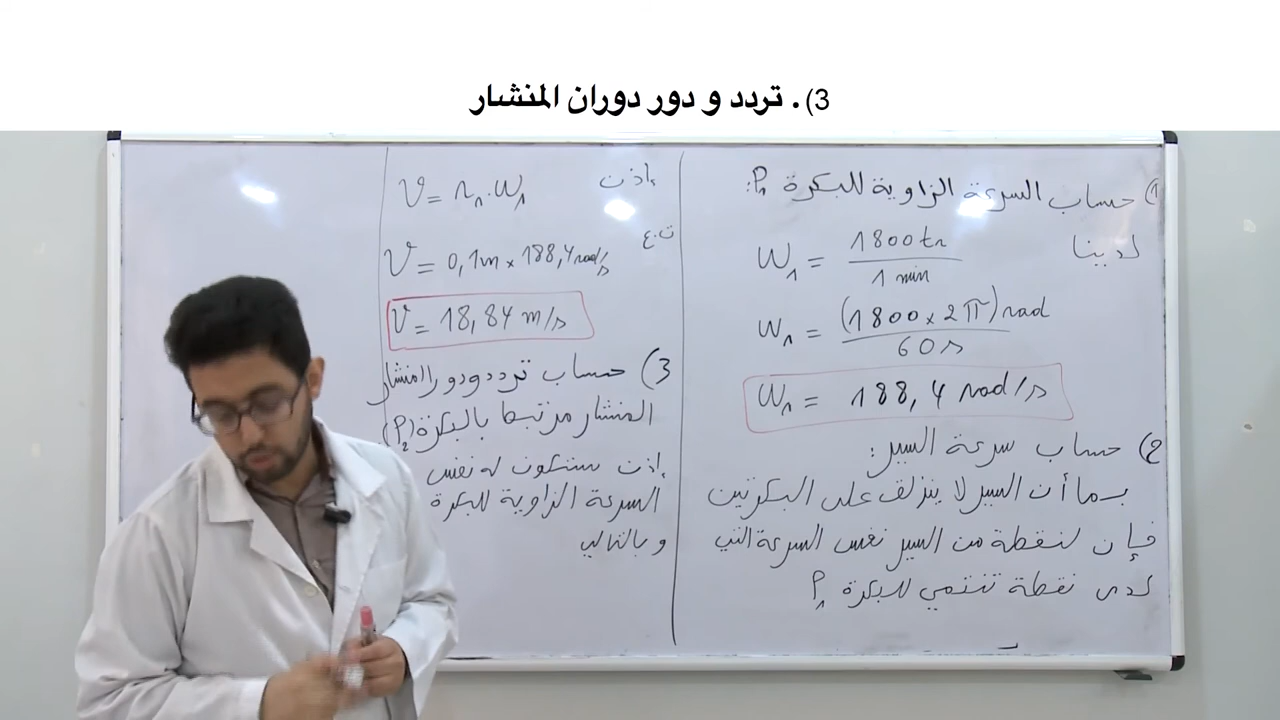 3). تردد و دور دوران المنشار
1) حساب السرعة الزاوية للبكرة P₁:
لدينا
W₁ = 1800tr / 1 min
W₁ = (1800 x 2π) rad / 60s
W₁ = 188,4 rad/s
2) حساب سرعة السير:
بما أن السير لا ينزلق على البكرتين
فإن لنقطة من السير نفس السرعة التي
لدى نقطة تنتمي للبكرة P₁
إذن
V = r₁.W₁
ت.ع
V = 0,1m x 188,4 rad/s
V = 18,84 m/s
3) حساب تردد ودور المنشار
المنشار مرتبط بالبكرة (P₂)
إذن ستكون له نفس
السرعة الزاوية للبكرة
وبالتالي